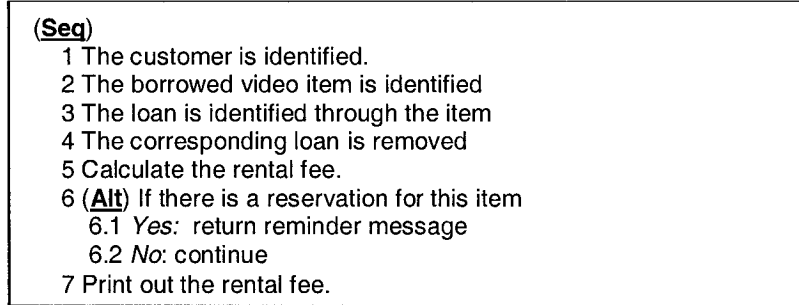 (Seq)
1 The customer is identified.
2 The borrowed video item is identified
3 The loan is identified through the item
4 The corresponding loan is removed
5 Calculate the rental fee.
6 (Alt) If there is a reservation for this item
6.1 Yes: return reminder message
6.2 No: continue
7 Print out the rental fee.